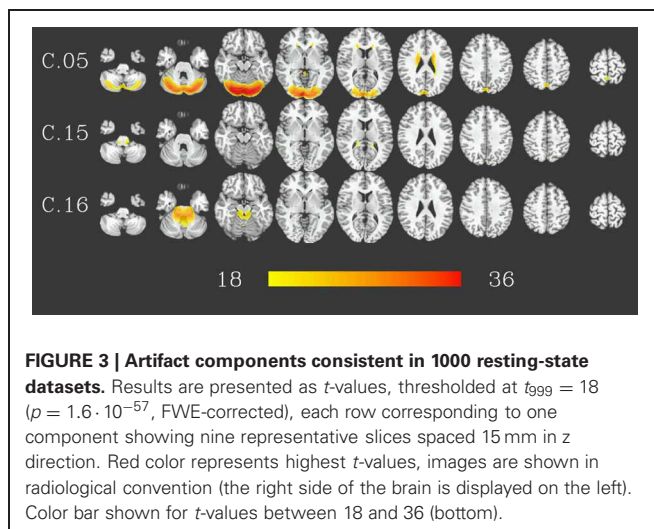 C.05
C.15
C.16
18 36
FIGURE 3 | Artifact components consistent in 1000 resting-state
datasets. Results are presented as t-values, thresholded at t₉₉₉ = 18
(p = 1.6 · 10⁻⁵⁷, FWE-corrected), each row corresponding to one
component showing nine representative slices spaced 15 mm in z
direction. Red color represents highest t-values, images are shown in
radiological convention (the right side of the brain is displayed on the left).
Color bar shown for t-values between 18 and 36 (bottom).